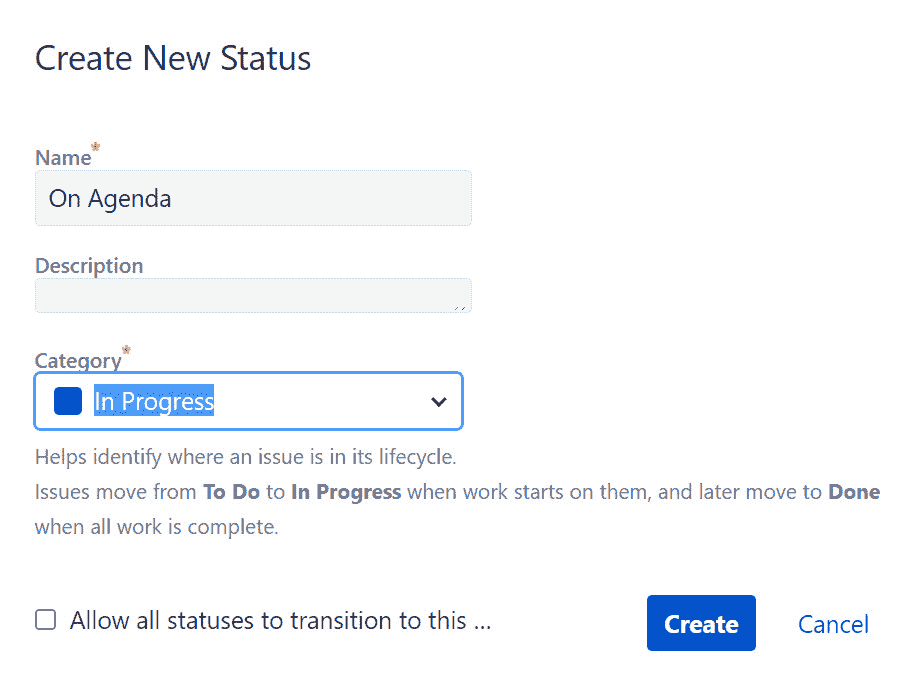 Create New Status
Name*
On Agenda
Description
Category*
In Progress
Helps identify where an issue is in its lifecycle.
Issues move from To Do to In Progress when work starts on them, and later move to Done
when all work is complete.
Allow all statuses to transition to this ...
Create
Cancel